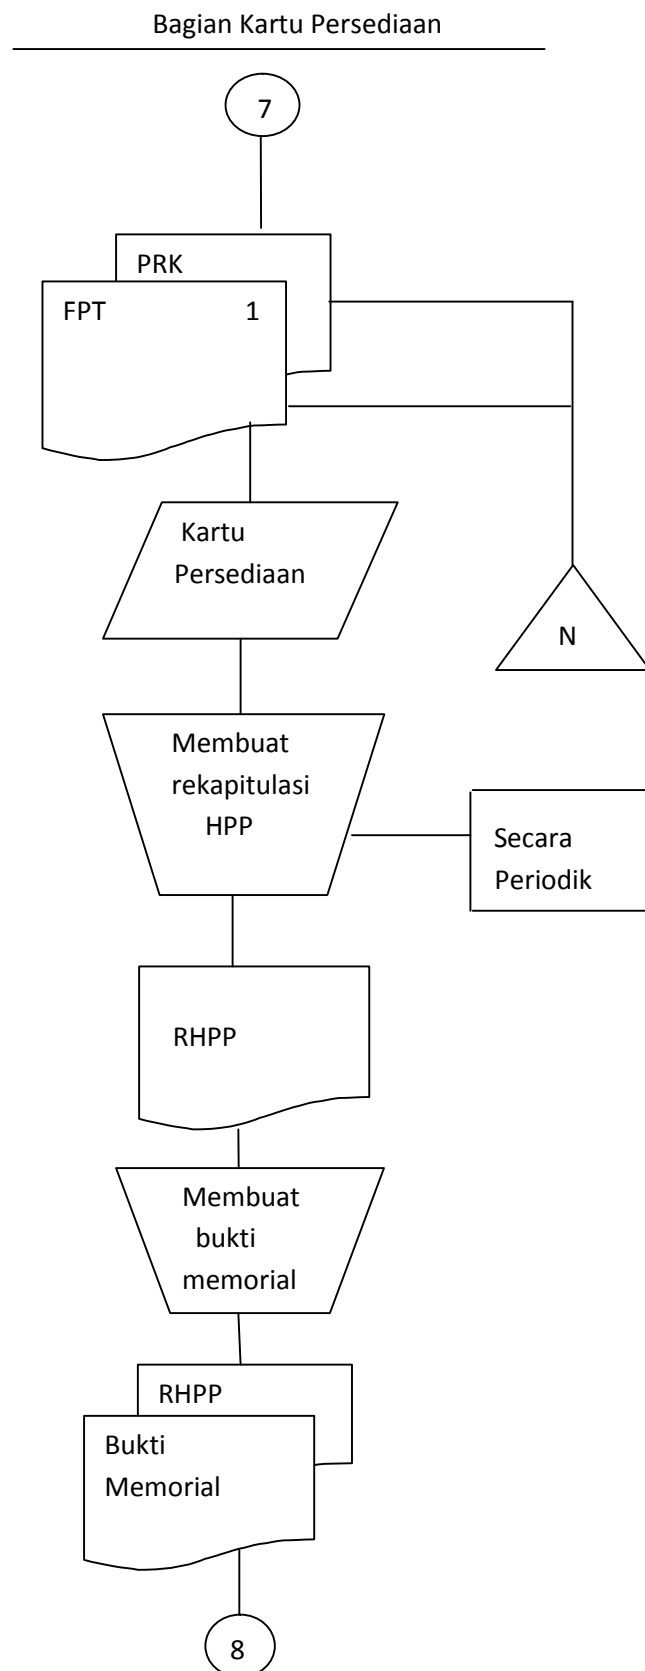 Bagian Kartu Persediaan
7
PRK
FPT 1
Kartu
Persediaan
N
Membuat
rekapitulasi
HPP
Secara
Periodik
RHPP
Membuat
bukti
memorial
RHPP
Bukti
Memorial
8